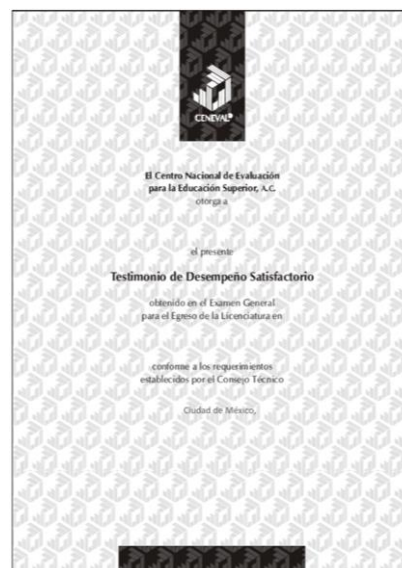 CENEVAL®
El Centro Nacional de Evaluación
para la Educación Superior, A.C.
otorga a
el presente
Testimonio de Desempeño Satisfactorio
obtenido en el Examen General
para el Egreso de la Licenciatura en
conforme a los requerimientos
establecidos por el Consejo Técnico
Ciudad de México,